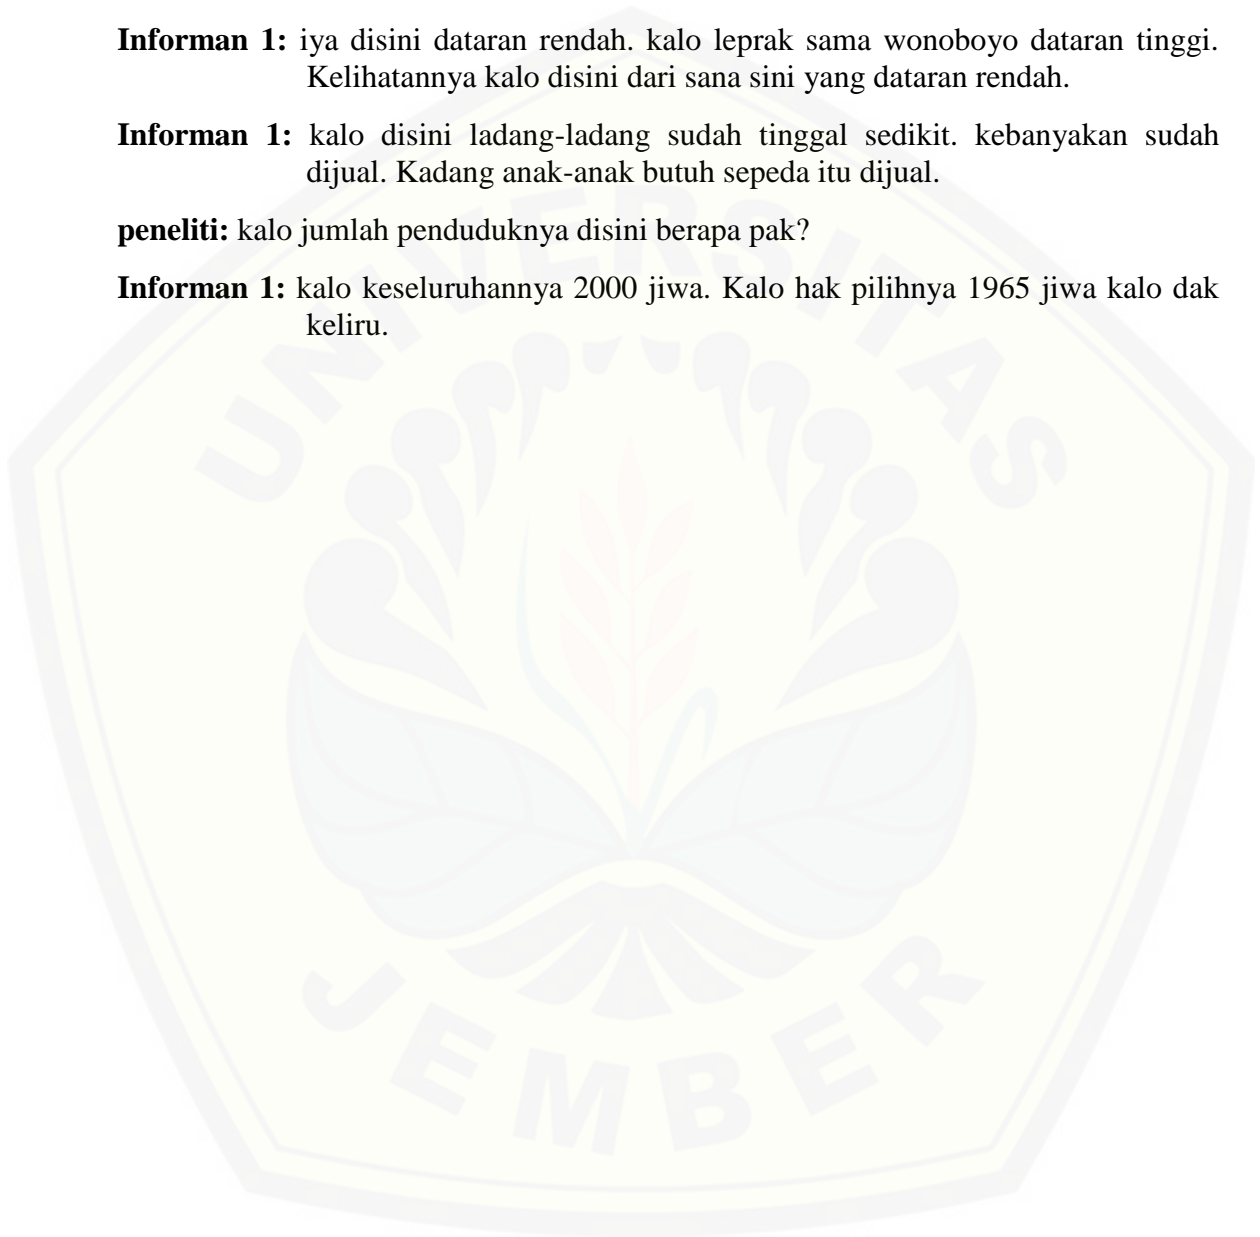 Informan 1: iya disini dataran rendah. kalo leprak sama wonoboyo dataran tinggi.
Kelihatannya kalo disini dari sana sini yang dataran rendah.
Informan 1: kalo disini ladang-ladang sudah tinggal sedikit. kebanyakan sudah
dijual. Kadang anak-anak butuh sepeda itu dijual.
peneliti: kalo jumlah penduduknya disini berapa pak?
Informan 1: kalo keseluruhannya 2000 jiwa. Kalo hak pilihnya 1965 jiwa kalo dak
keliru.
UNIVERSITAS
JEMBER